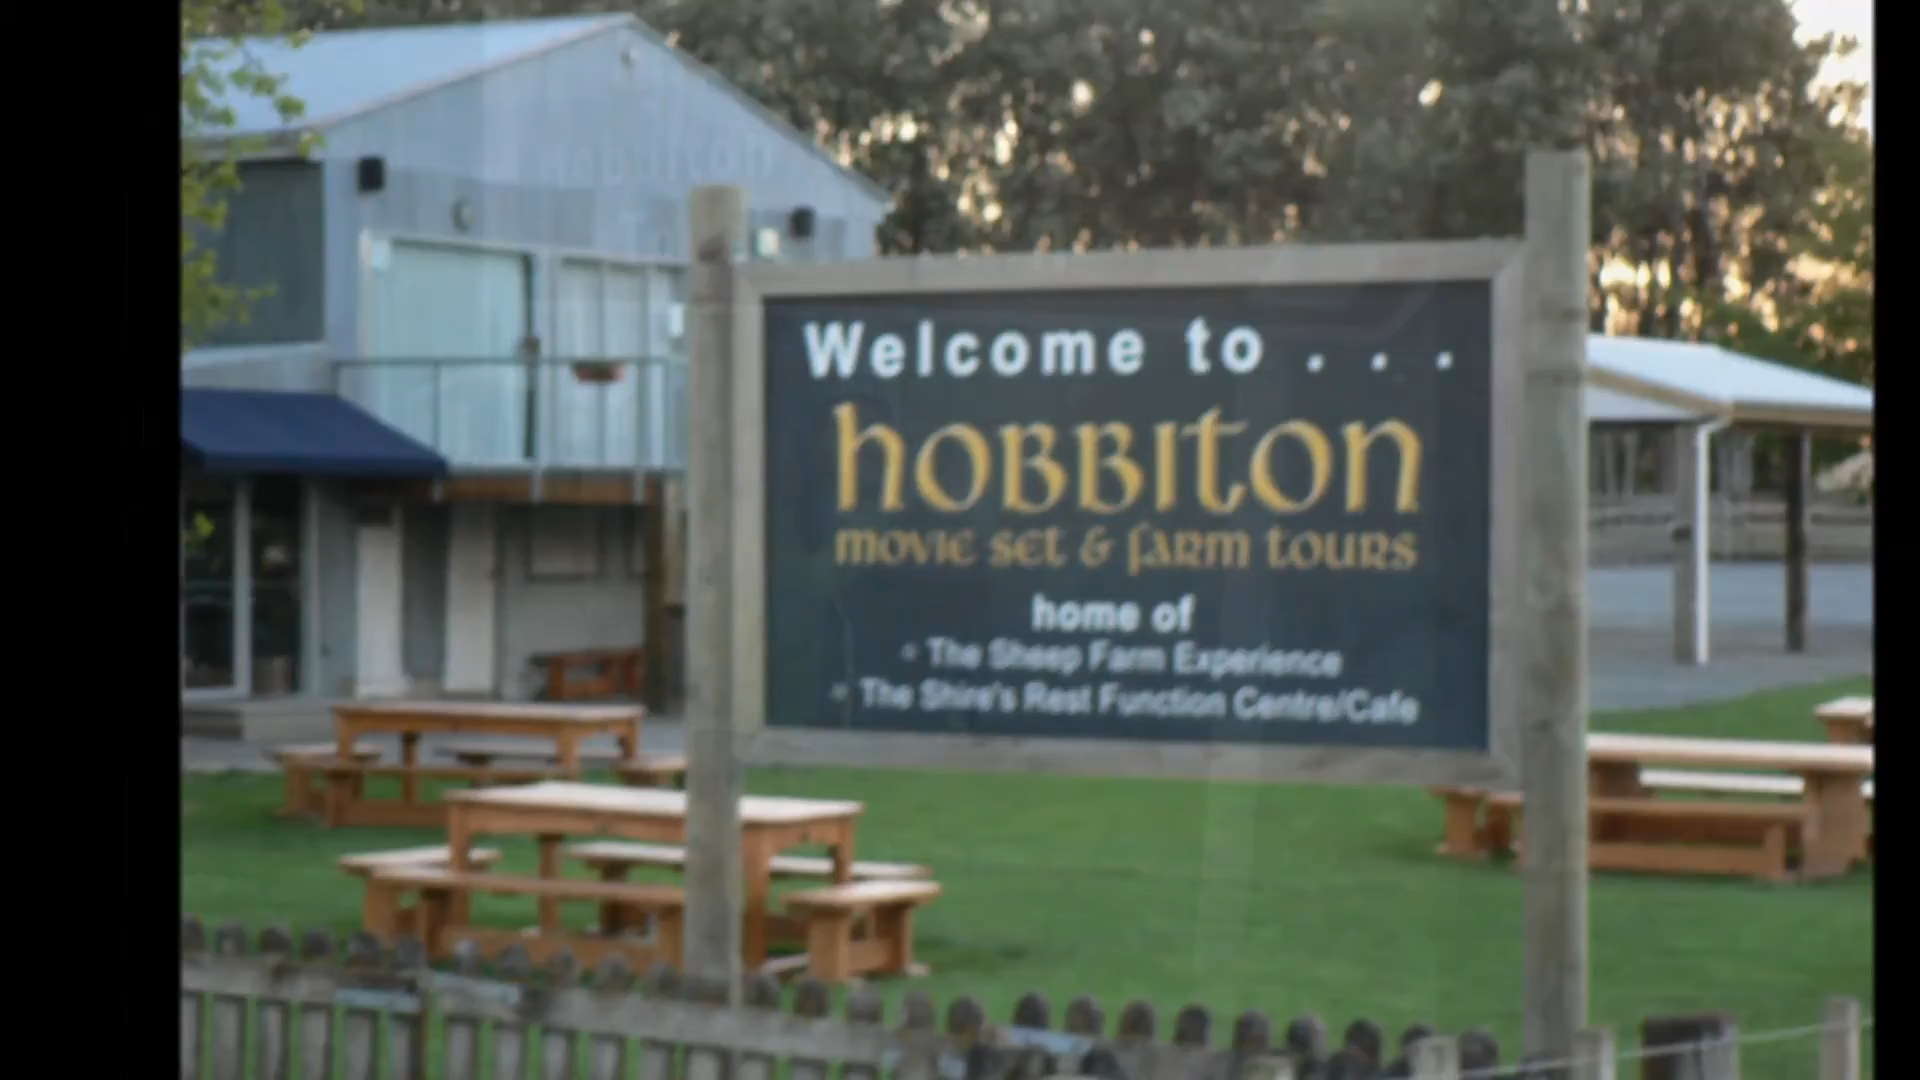 Welcome to . . .
hobbiton
movie set & farm tours
home of
• The Sheep Farm Experience
• The Shire's Rest Function Centre/Cafe